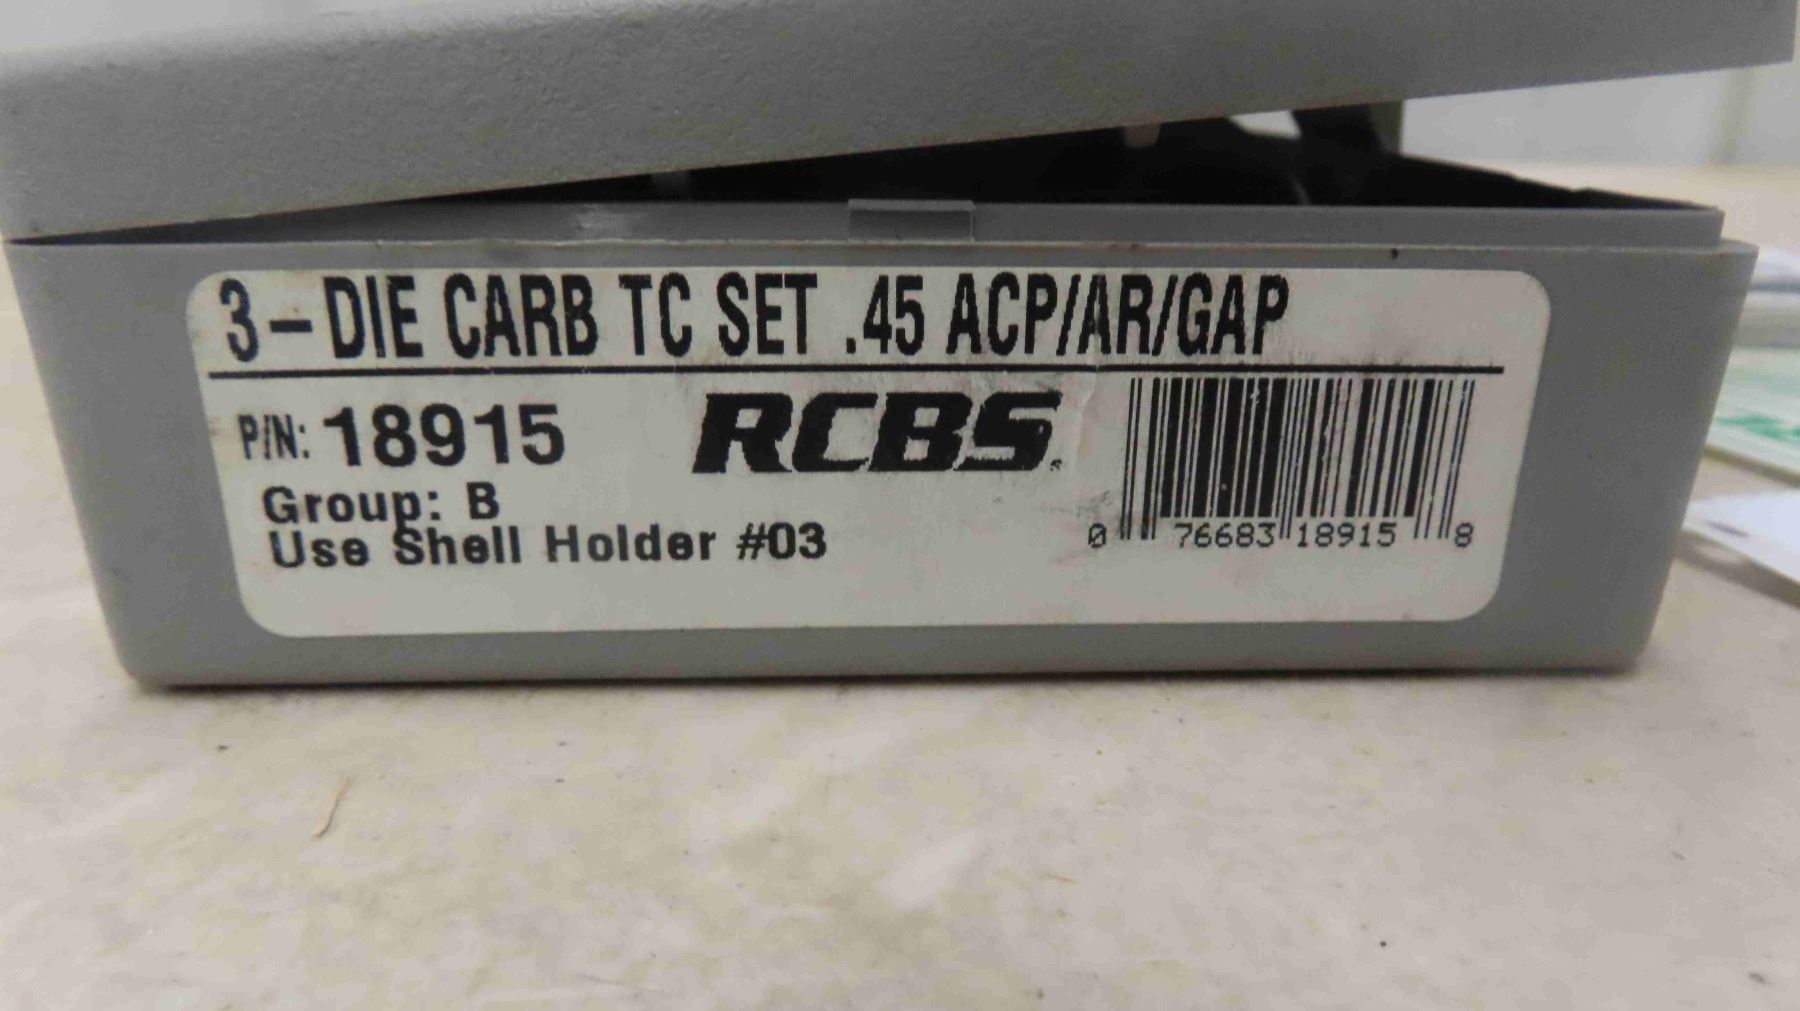 3-DIE CARB TC SET .45 ACP/AR/GAP
P/N: 18915
RCBS.
Group: B
Use Shell Holder #03
0 76683 18915 8